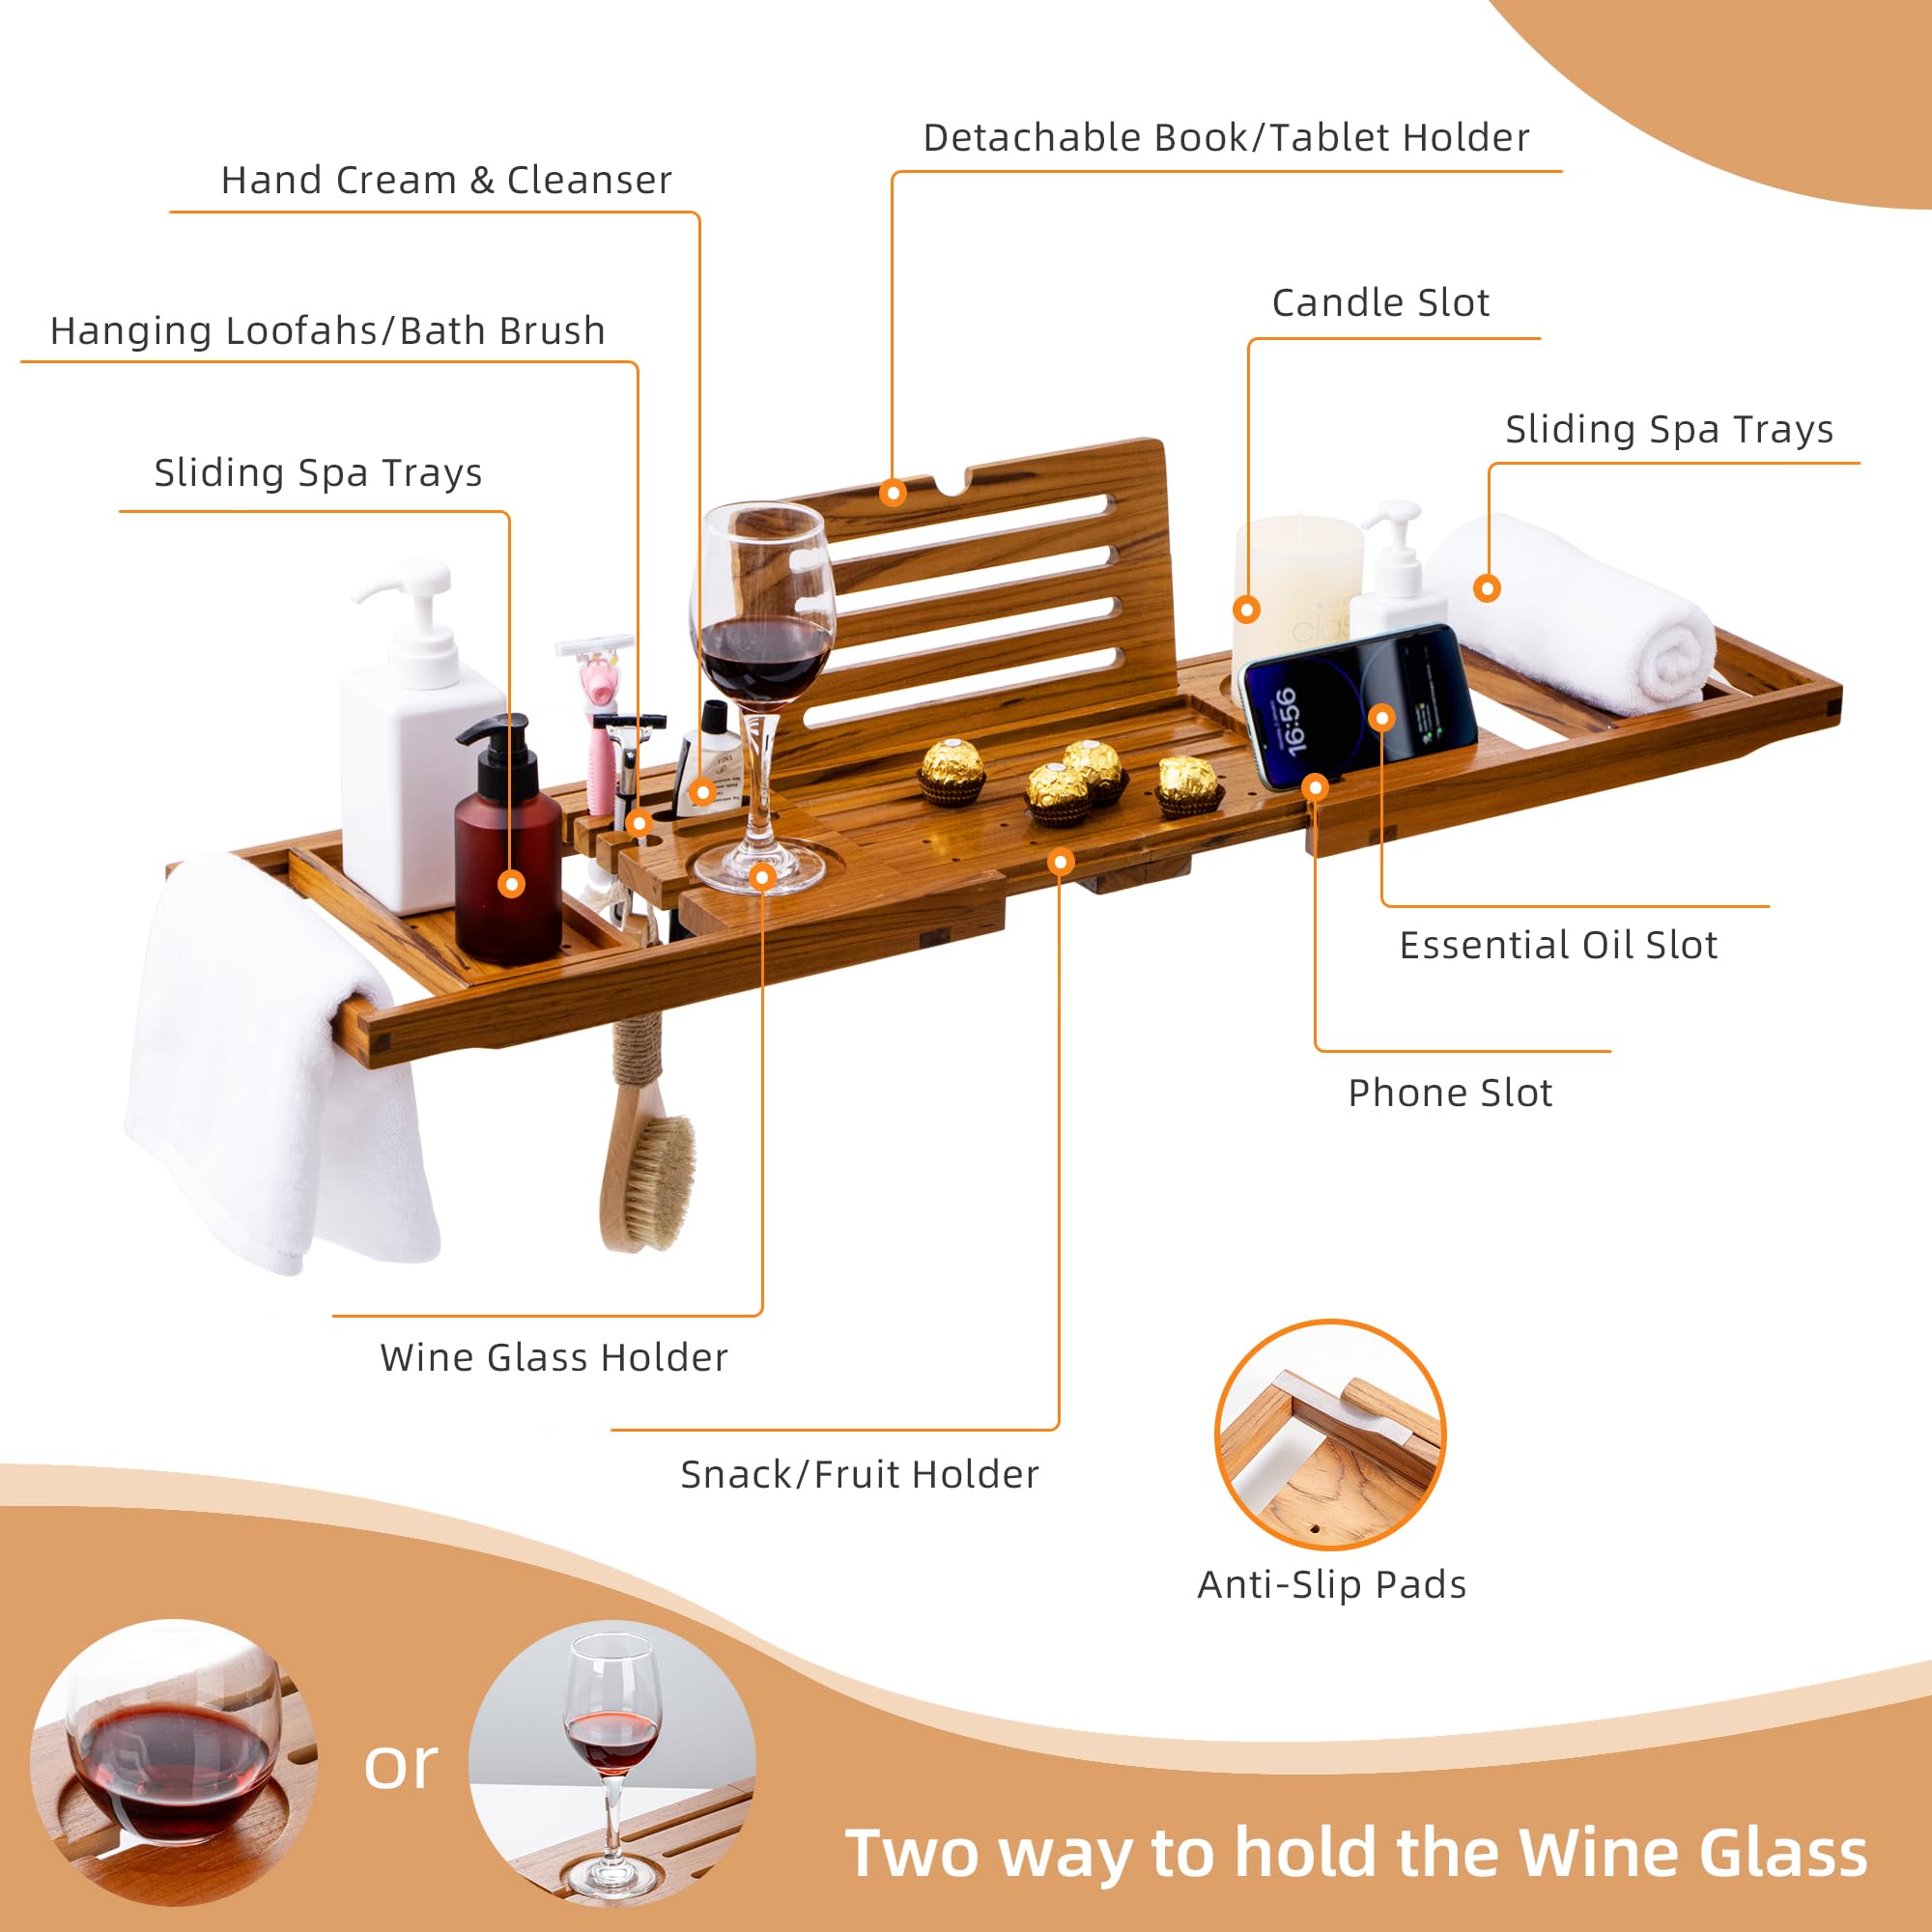 Detachable Book/Tablet Holder
Hand Cream & Cleanser
Candle Slot
Hanging Loofahs/Bath Brush
Sliding Spa Trays
Sliding Spa Trays
16:56
Essential Oil Slot
Phone Slot
Wine Glass Holder
Snack/Fruit Holder
Anti-Slip Pads
or
Two way to hold the Wine Glass